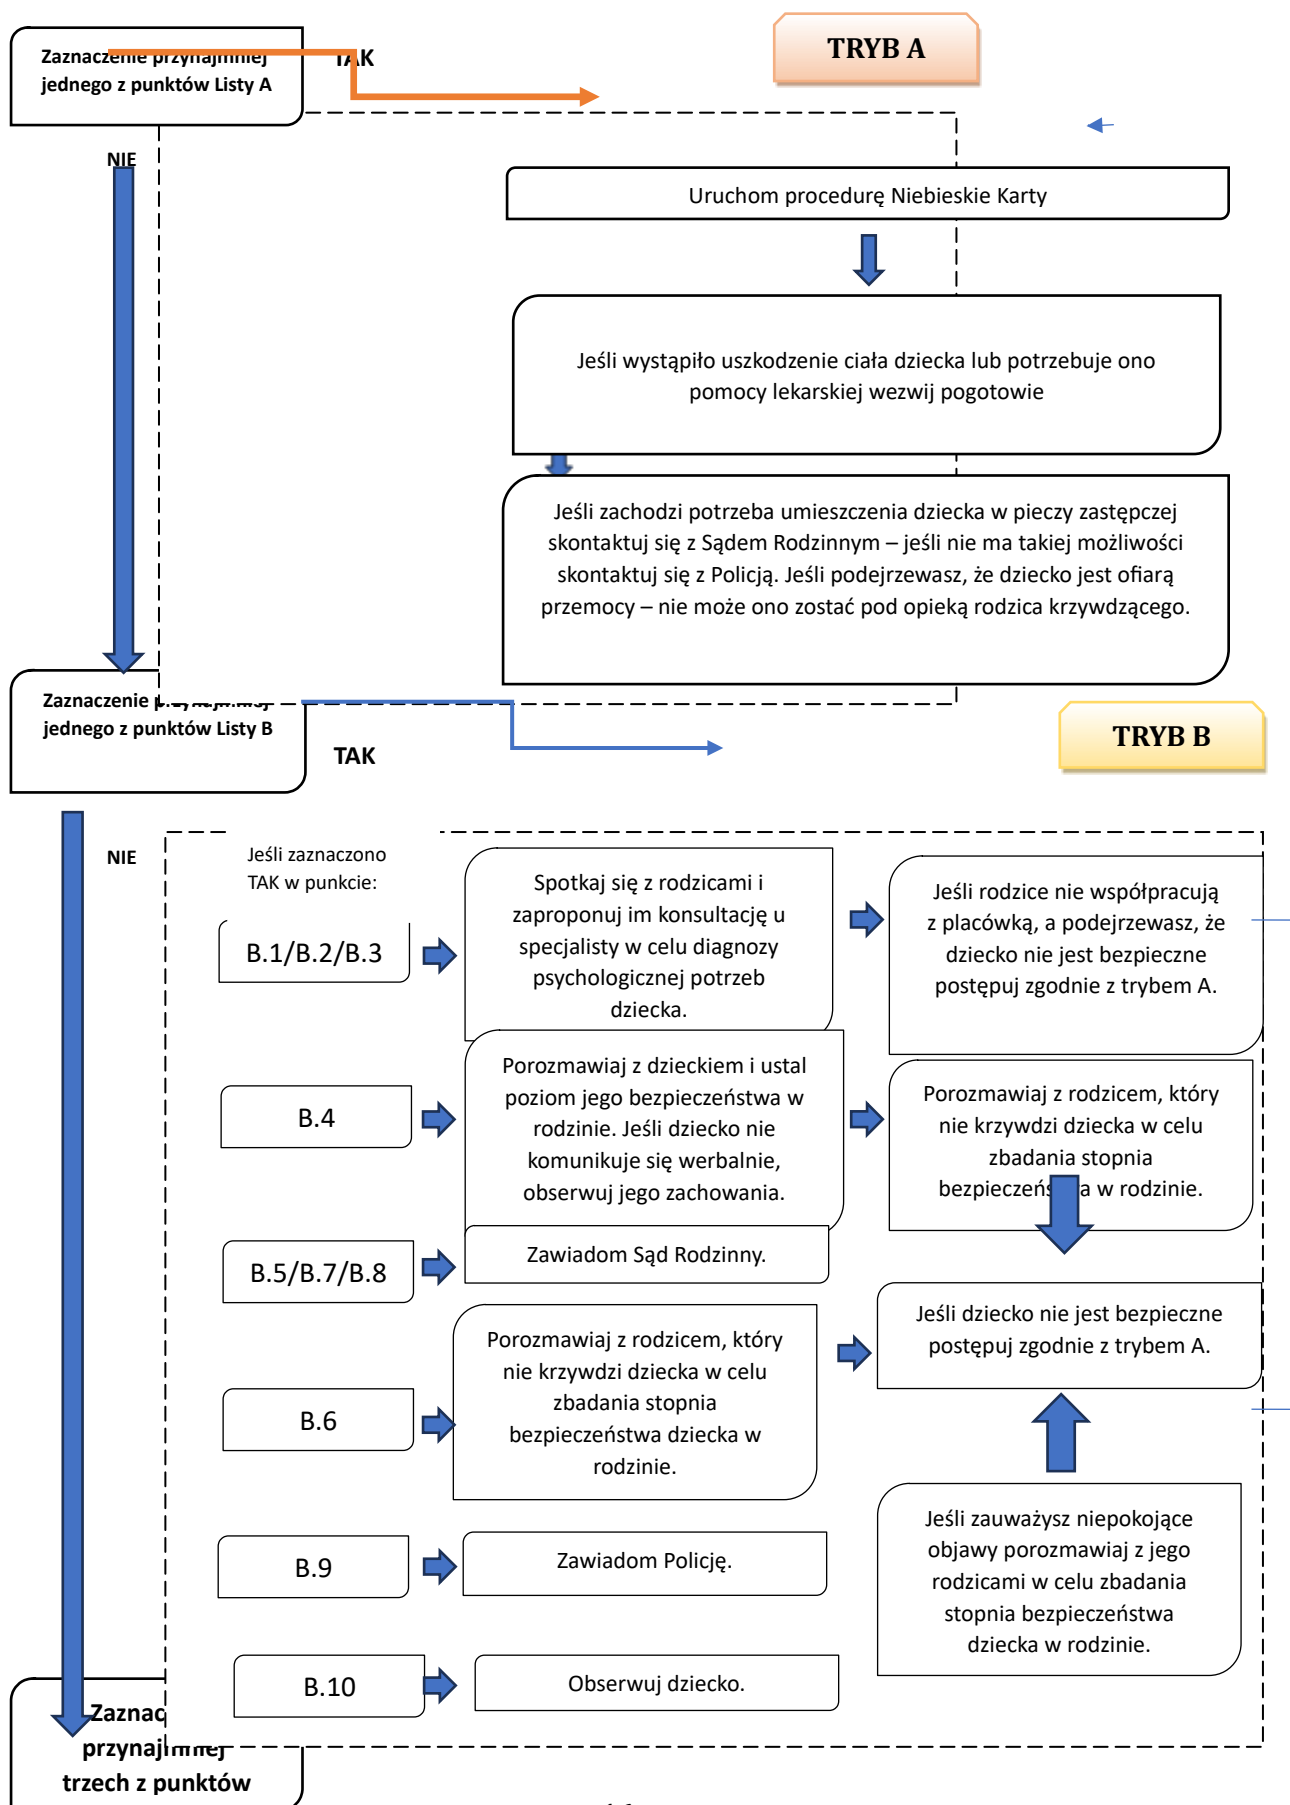 Zaznaczenie przynajmniej
jednego z punktów Listy A
TAK
TRYB A
NIE
Uruchom procedurę Niebieskie Karty
Jeśli wystąpiło uszkodzenie ciała dziecka lub potrzebuje ono
pomocy lekarskiej wezwij pogotowie
Jeśli zachodzi potrzeba umieszczenia dziecka w pieczy zastępczej
skontaktuj się z Sądem Rodzinnym – jeśli nie ma takiej możliwości
skontaktuj się z Policją. Jeśli podejrzewasz, że dziecko jest ofiarą
przemocy – nie może ono zostać pod opieką rodzica krzywdzącego.
Zaznaczenie przynajmniej
jednego z punktów Listy B
TAK
TRYB B
NIE
Jeśli zaznaczono
TAK w punkcie:
B.1/B.2/B.3
Spotkaj się z rodzicami i
zaproponuj im konsultację u
specjalisty w celu diagnozy
psychologicznej potrzeb
dziecka.
Jeśli rodzice nie współpracują
z placówką, a podejrzewasz, że
dziecko nie jest bezpieczne
postępuj zgodnie z trybem A.
B.4
Porozmawiaj z dzieckiem i ustal
poziom jego bezpieczeństwa w
rodzinie. Jeśli dziecko nie
komunikuje się werbalnie,
obserwuj jego zachowania.
Porozmawiaj z rodzicem, który
nie krzywdzi dziecka w celu
zbadania stopnia
bezpieczeństwa w rodzinie.
B.5/B.7/B.8
Zawiadom Sąd Rodzinny.
Jeśli dziecko nie jest bezpieczne
postępuj zgodnie z trybem A.
B.6
Porozmawiaj z rodzicem, który
nie krzywdzi dziecka w celu
zbadania stopnia
bezpieczeństwa dziecka w
rodzinie.
B.9
Zawiadom Policję.
Jeśli zauważysz niepokojące
objawy porozmawiaj z jego
rodzicami w celu zbadania
stopnia bezpieczeństwa
dziecka w rodzinie.
B.10
Obserwuj dziecko.
Zaznac
przynajmniej
trzech z punktów